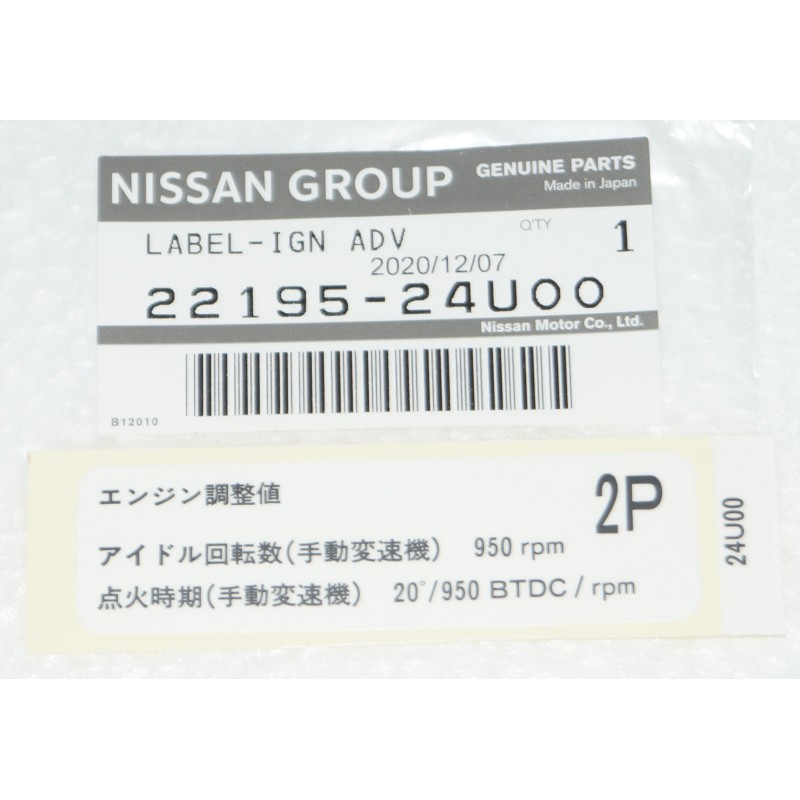 NISSAN GROUP GENUINE PARTS
Made in Japan
LABEL-IGN ADV Q'TY 1
2020/12/07
22195-24U00
Nissan Motor Co., Ltd.
B12010
エンジン調整値 2P
アイドル回転数(手動変速機) 950 rpm
点火時期(手動変速機) 20°/950 BTDC/rpm
24U00